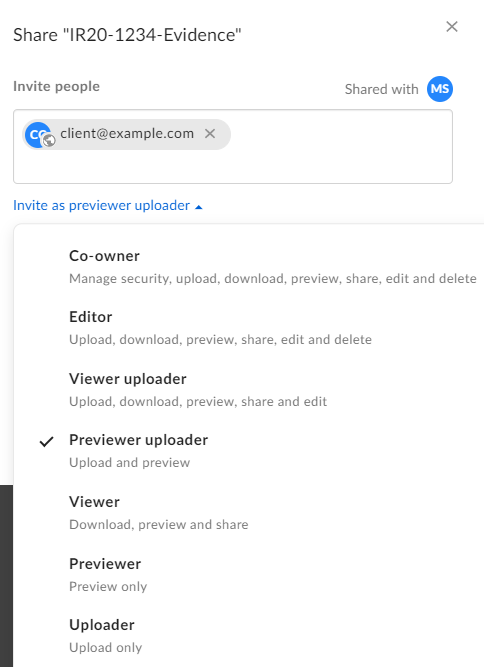 Share "IR20-1234-Evidence"
Invite people
Shared with MS
CO client@example.com
Invite as previewer uploader
Co-owner
Manage security, upload, download, preview, share, edit and delete
Editor
Upload, download, preview, share, edit and delete
Viewer uploader
Upload, download, preview, share and edit
Previewer uploader
Upload and preview
Viewer
Download, preview and share
Previewer
Preview only
Uploader
Upload only